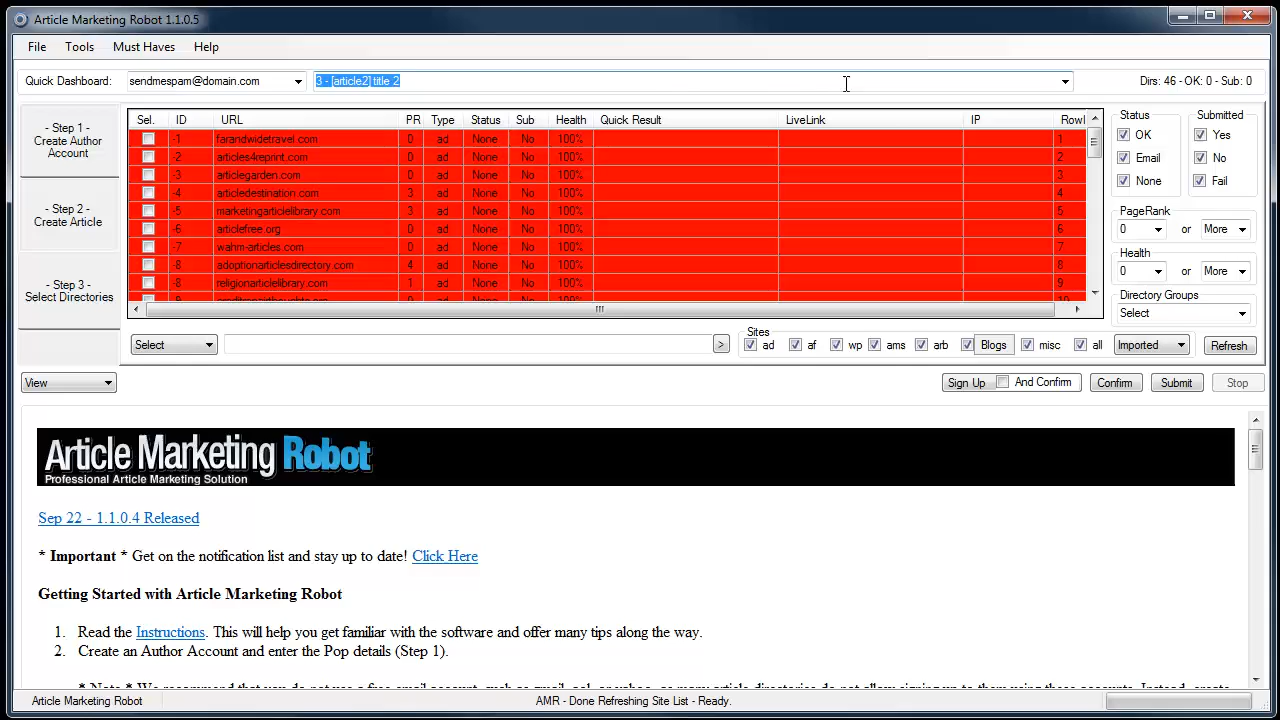 Article Marketing Robot 1.1.0.5
File Tools Must Haves Help
Quick Dashboard: sendmespam@domain.com 3 - [article2] title 2 Dirs: 46 - OK: 0 - Sub: 0
- Step 1 -
Create Author
Account
- Step 2 -
Create Article
- Step 3 -
Select Directories
Sel. ID URL PR Type Status Sub Health Quick Result LiveLink IP RowI
-1 farandwidetravel.com 0 ad None No 100% 1
-2 articles4reprint.com 0 ad None No 100% 2
-3 articlegarden.com 0 ad None No 100% 3
-4 articledestination.com 3 ad None No 100% 4
-5 marketingarticlelibrary.com 3 ad None No 100% 5
-6 articlefree.org 0 ad None No 100% 6
-7 wahm-articles.com 0 ad None No 100% 7
-8 adoptionarticlesdirectory.com 4 ad None No 100% 8
-8 religionarticlelibrary.com 1 ad None No 100% 9
Status Submitted
OK Yes
Email No
None Fail
PageRank
0 or More
Health
0 or More
Directory Groups
Select
Select > Sites ad af wp ams arb Blogs misc all Imported Refresh
View Sign Up And Confirm Confirm Submit Stop
Article Marketing Robot
Professional Article Marketing Solution
Sep 22 - 1.1.0.4 Released
* Important * Get on the notification list and stay up to date! Click Here
Getting Started with Article Marketing Robot
1. Read the Instructions. This will help you get familiar with the software and offer many tips along the way.
2. Create an Author Account and enter the Pop details (Step 1).
Article Marketing Robot AMR - Done Refreshing Site List - Ready.